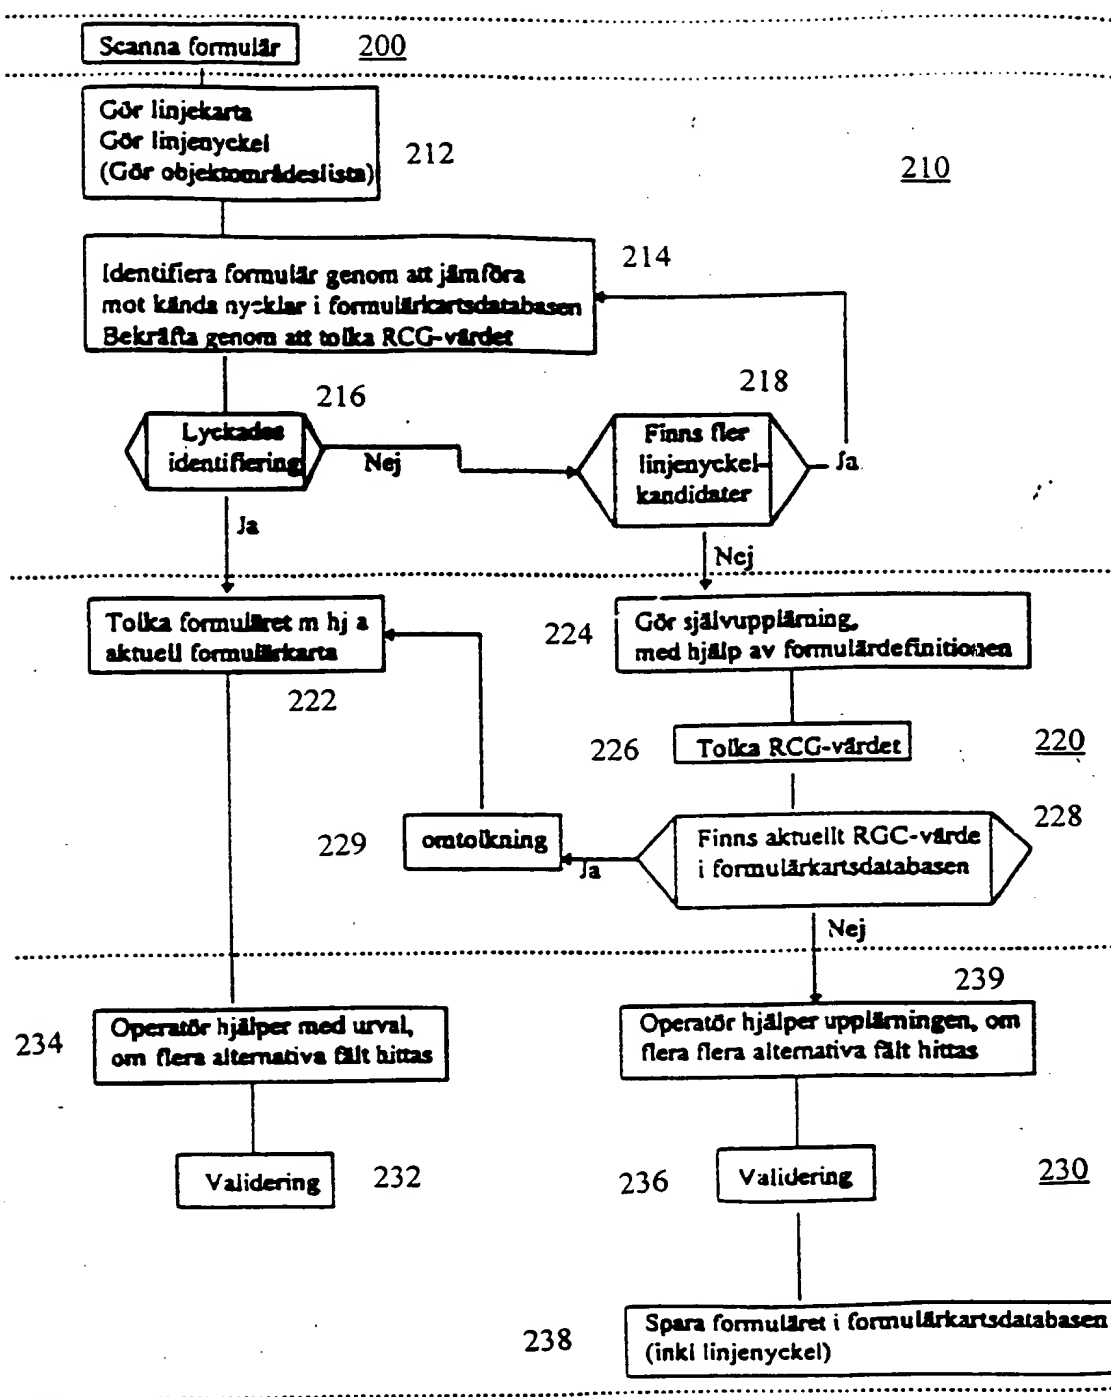 Scanna formulär
200
Gör linjekarta
Gör linjenyckel
(Gör objektområdeslista)
212
210
214
Identifiera formulär genom att jämföra
mot kända nycklar i formulärkartsdatabasen
Bekräfta genom att tolka RCG-värdet
216
218
Lyckades
identifiering
Nej
Finns fler
linjenyckel-
kandidater
Ja
Ja
Nej
Tolka formuläret m hj a
aktuell formulärkarta
222
224
Gör självupplärning,
med hjälp av formulärdefinitionen
226
Tolka RCG-värdet
220
229
omtolkning
Ja
Finns aktuellt RGC-värde
i formulärkartsdatabasen
228
Nej
239
234
Operatör hjälper med urval,
om flera alternativa fält hittas
Operatör hjälper upplärningen, om
flera flera alternativa fält hittas
Validering
232
236
Validering
230
238
Spara formuläret i formulärkartsdatabasen
(inkl linjenyckel)